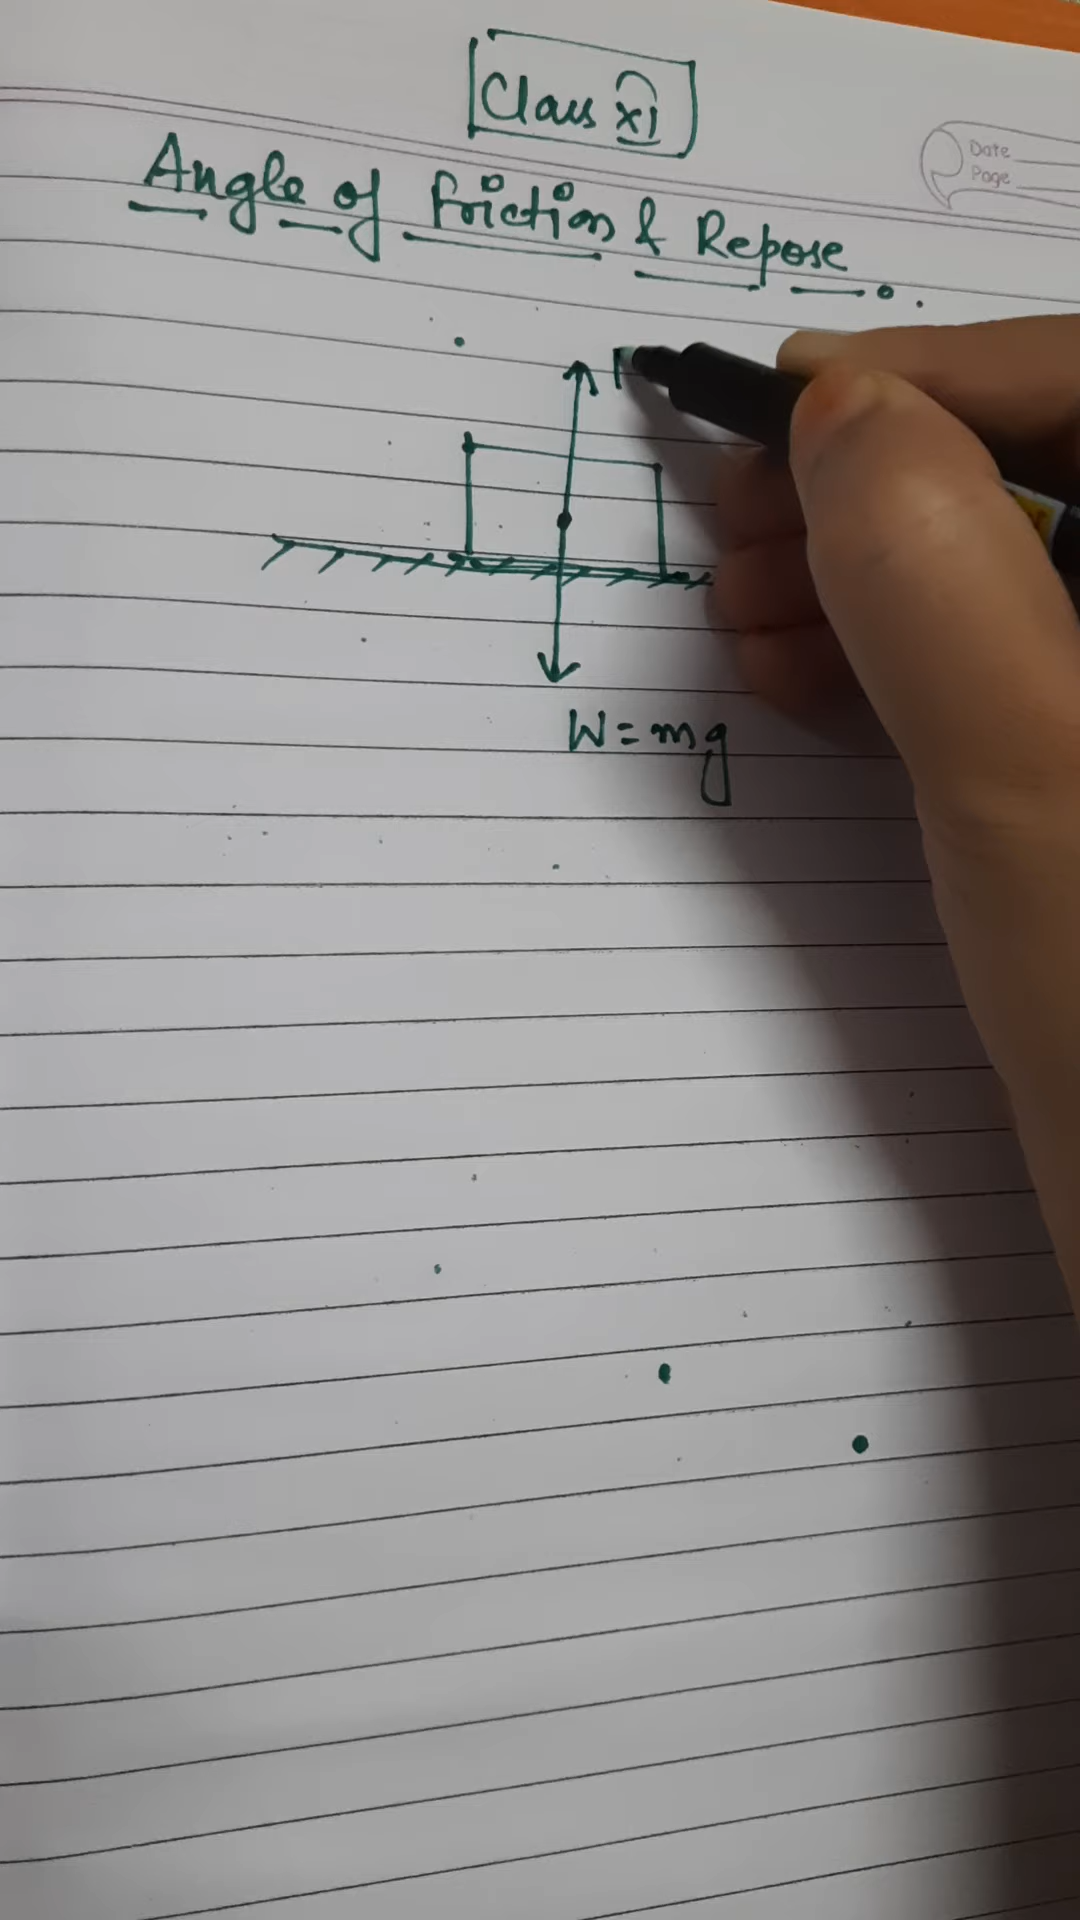 Class XI
Date
Page
Angle of friction & Repose
W = mg